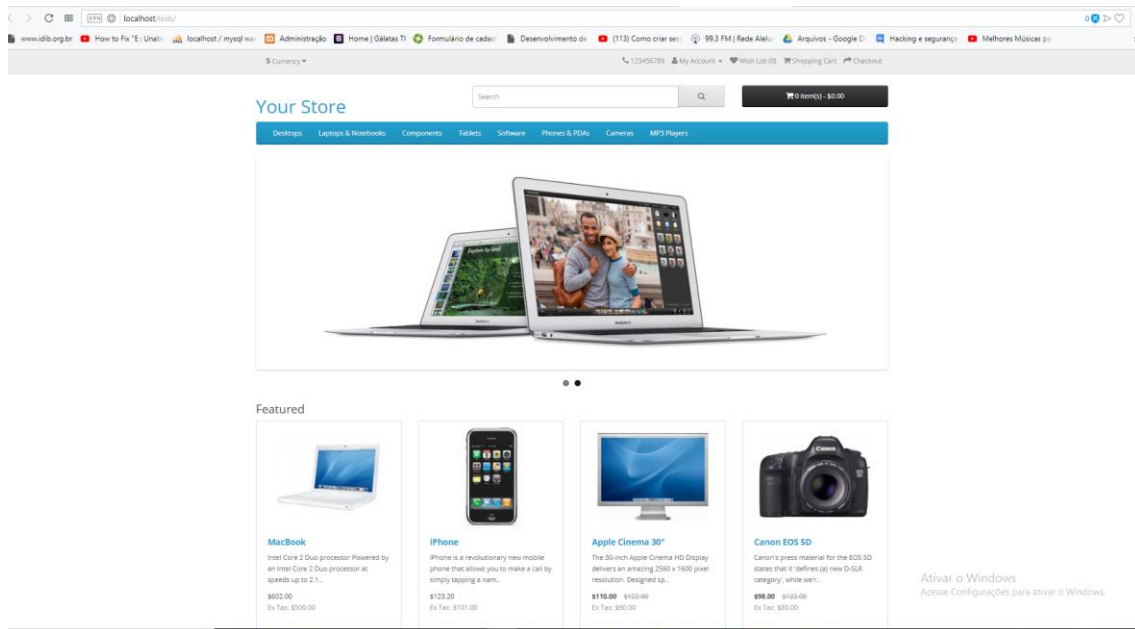 VPN localhost/ieds/ 0
www.idib.org.br How to Fix "E : Unab localhost / mysql wa Administração Home | Gálatas TI Formulário de cadast Desenvolvimento de (113) Como criar ses 99.3 FM | Rede Alelu Arquivos - Google Dr Hacking e segurança Melhores Músicas pa
$ Currency 123456789 My Account Wish List (0) Shopping Cart Checkout
Your Store
Search
0 item(s) - $0.00
Desktops Laptops & Notebooks Components Tablets Software Phones & PDAs Cameras MP3 Players
Featured
MacBook
Intel Core 2 Duo processor Powered by
an Intel Core 2 Duo processor at
speeds up to 2.1..
$602.00
Ex Tax: $500.00
iPhone
iPhone is a revolutionary new mobile
phone that allows you to make a call by
simply tapping a nam..
$123.20
Ex Tax: $101.00
Apple Cinema 30"
The 30-inch Apple Cinema HD Display
delivers an amazing 2560 x 1600 pixel
resolution. Designed sp..
$110.00 $122.00
Ex Tax: $90.00
Canon EOS 5D
Canon's press material for the EOS 5D
states that it 'defines (a) new D-SLR
category', while we'r..
$98.00 $122.00
Ex Tax: $80.00
Ativar o Windows
Acesse Configurações para ativar o Windows.